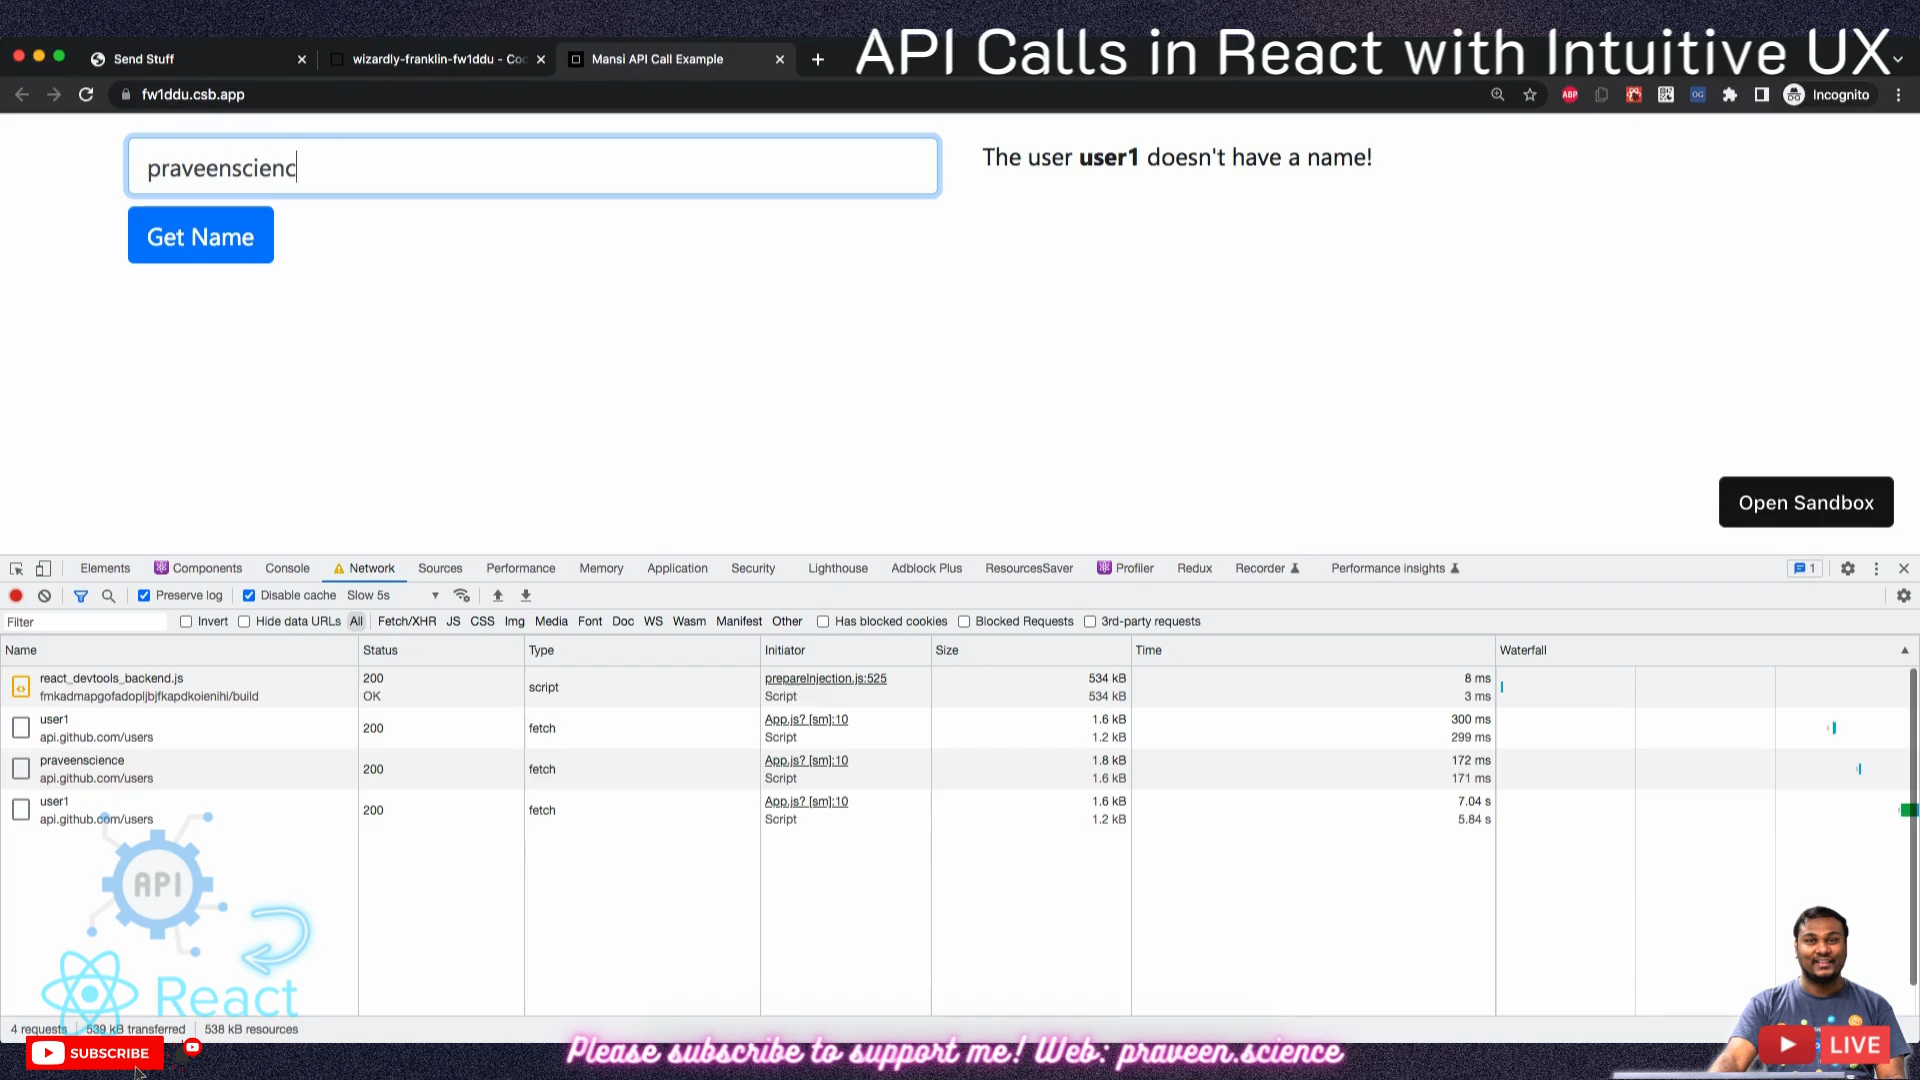 API Calls in React with Intuitive UX
Send Stuff
wizardly-franklin-fw1ddu - Coo
Mansi API Call Example
fw1ddu.csb.app
ABP
OG
Incognito
praveenscienc
The user user1 doesn't have a name!
Get Name
Open Sandbox
Elements Components Console Network Sources Performance Memory Application Security Lighthouse Adblock Plus ResourcesSaver Profiler Redux Recorder Performance insights 1
Preserve log Disable cache Slow 5s
Filter Invert Hide data URLs All Fetch/XHR JS CSS Img Media Font Doc WS Wasm Manifest Other Has blocked cookies Blocked Requests 3rd-party requests
Name Status Type Initiator Size Time Waterfall
react_devtools_backend.js 200 script prepareInjection.js:525 534 kB 8 ms
fmkadmapgofadopljbjfkapdkoienihi/build OK Script 534 kB 3 ms
user1 200 fetch App.js? [sm]:10 1.6 kB 300 ms
api.github.com/users Script 1.2 kB 299 ms
praveenscience 200 fetch App.js? [sm]:10 1.8 kB 172 ms
api.github.com/users Script 1.6 kB 171 ms
user1 200 fetch App.js? [sm]:10 1.6 kB 7.04 s
api.github.com/users Script 1.2 kB 5.84 s
API
React
4 requests 539 kB transferred 538 kB resources
SUBSCRIBE
Please subscribe to support me! Web: praveen.science
LIVE